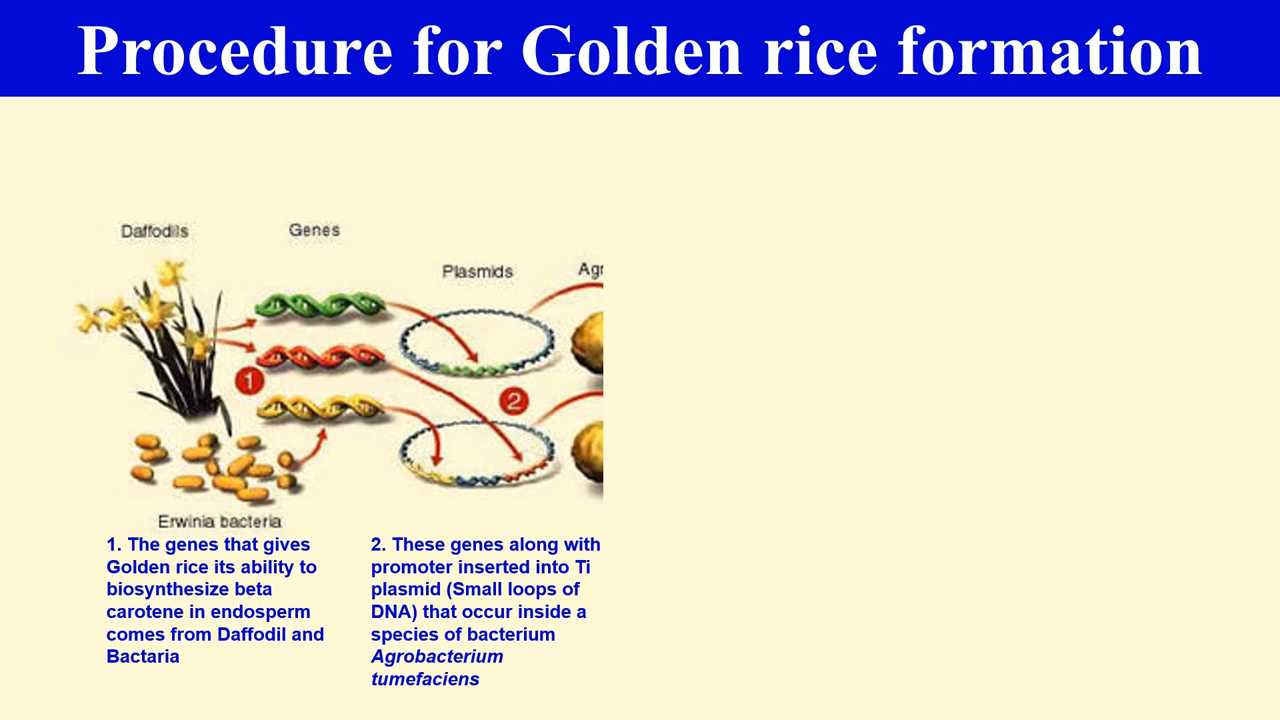 Procedure for Golden rice formation
Daffodils
Genes
Plasmids
Agr
1
2
Erwinia bacteria
1. The genes that gives
Golden rice its ability to
biosynthesize beta
carotene in endosperm
comes from Daffodil and
Bactaria
2. These genes along with
promoter inserted into Ti
plasmid (Small loops of
DNA) that occur inside a
species of bacterium
Agrobacterium
tumefaciens